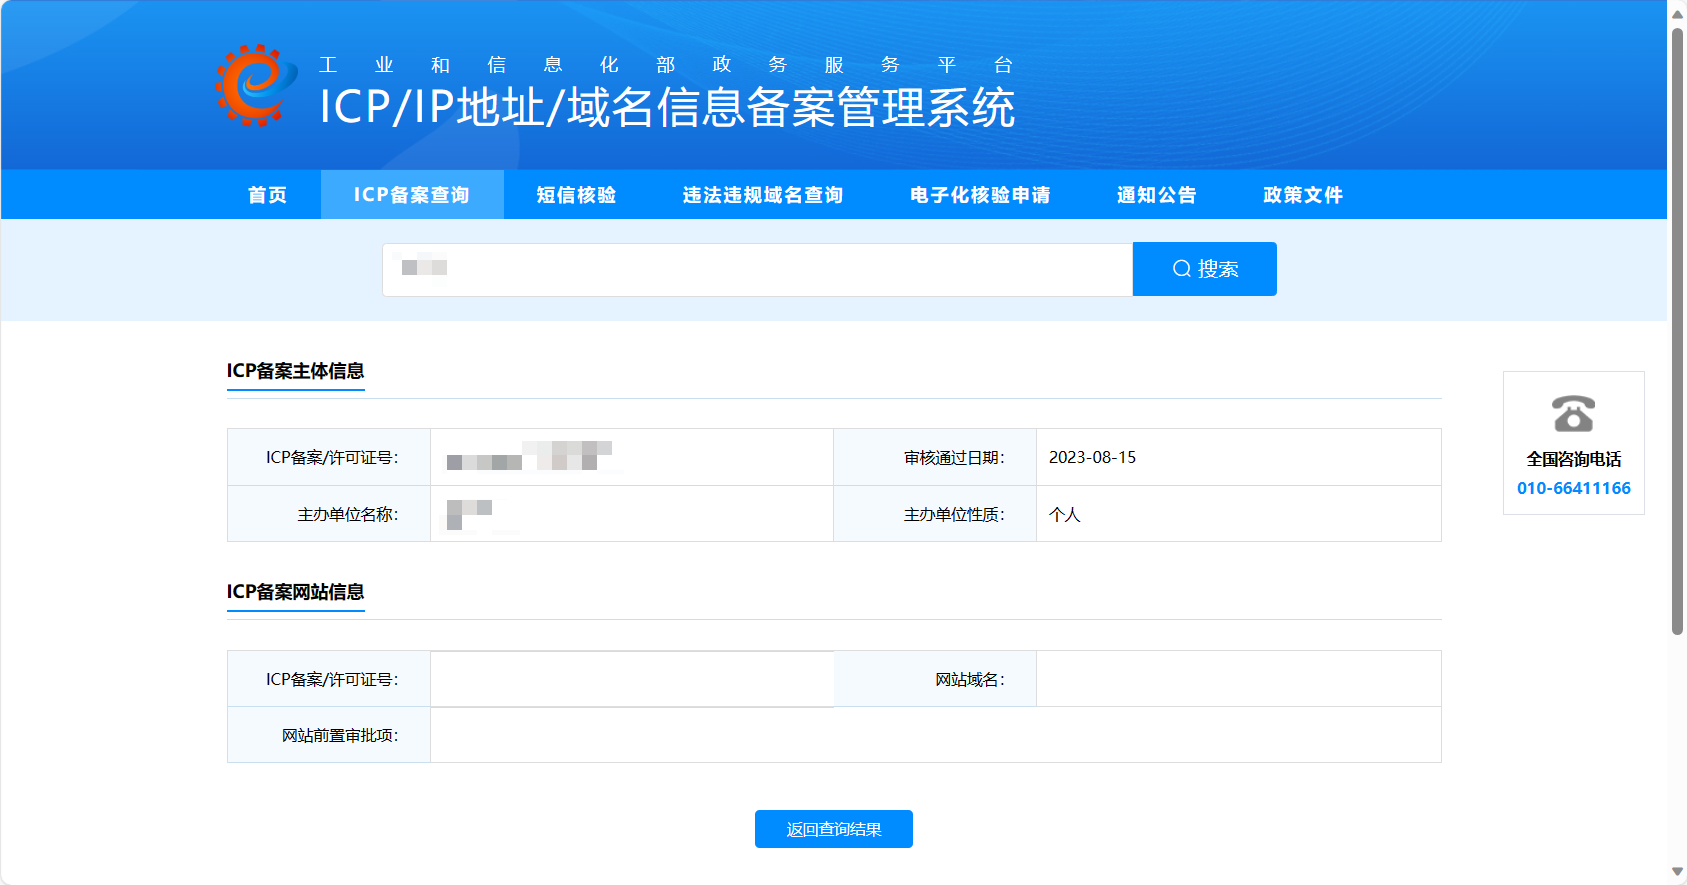 工业和信息化部政务服务平台
ICP/IP地址/域名信息备案管理系统
首页 ICP备案查询 短信核验 违法违规域名查询 电子化核验申请 通知公告 政策文件
搜索
ICP备案主体信息
ICP备案/许可证号： 审核通过日期： 2023-08-15
主办单位名称： 主办单位性质： 个人
全国咨询电话
010-66411166
ICP备案网站信息
ICP备案/许可证号： 网站域名：
网站前置审批项：
返回查询结果